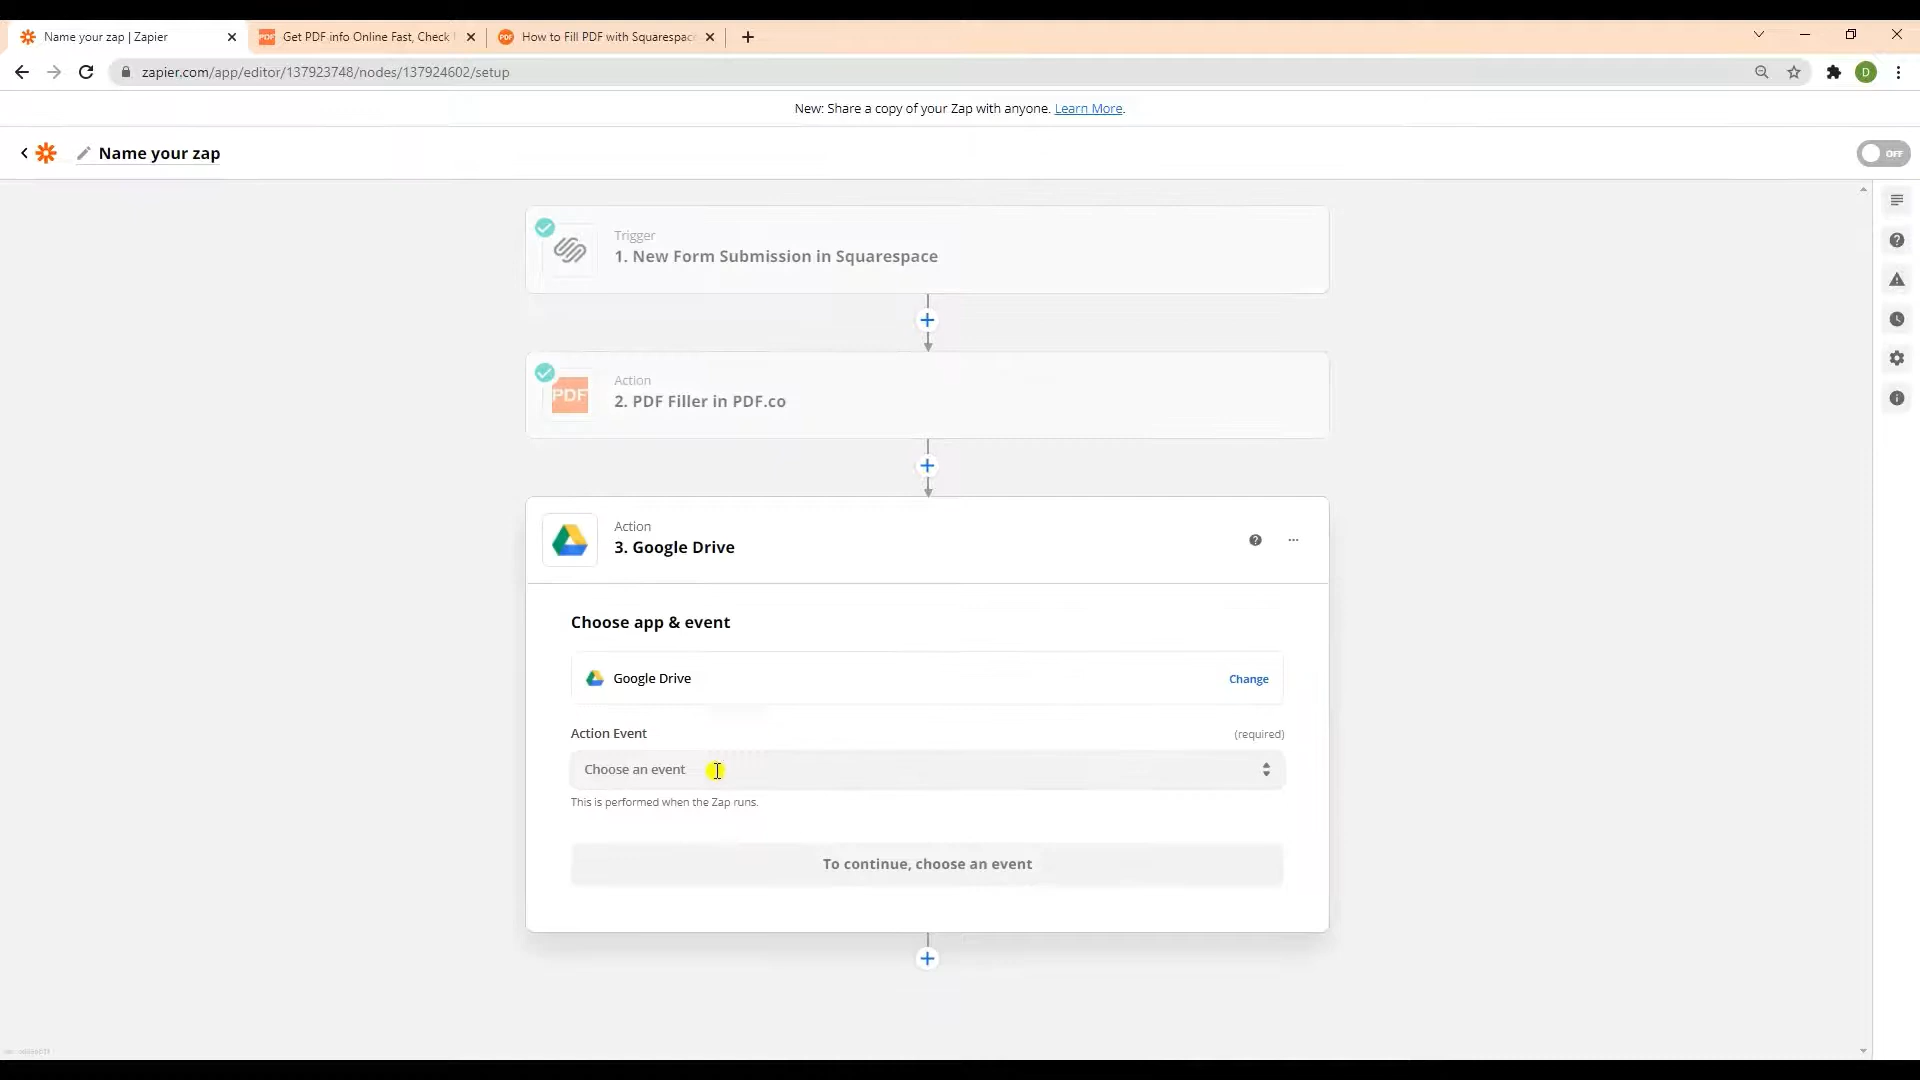 Name your zap | Zapier
Get PDF info Online Fast, Check
How to Fill PDF with Squarespac
zapier.com/app/editor/137923748/nodes/137924602/setup
D
New: Share a copy of your Zap with anyone. Learn More.
Name your zap
OFF
Trigger
1. New Form Submission in Squarespace
PDF
Action
2. PDF Filler in PDF.co
Action
3. Google Drive
Choose app & event
Google Drive
Change
Action Event
(required)
Choose an event
This is performed when the Zap runs.
To continue, choose an event